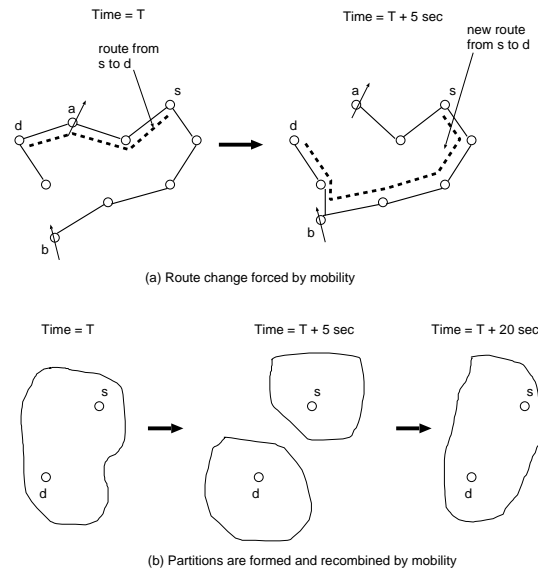 Time = T
Time = T + 5 sec
route from
s to d
new route
from s to d
s
a
d
b
s
a
d
b
(a) Route change forced by mobility
Time = T
Time = T + 5 sec
Time = T + 20 sec
s
d
s
d
s
d
(b) Partitions are formed and recombined by mobility